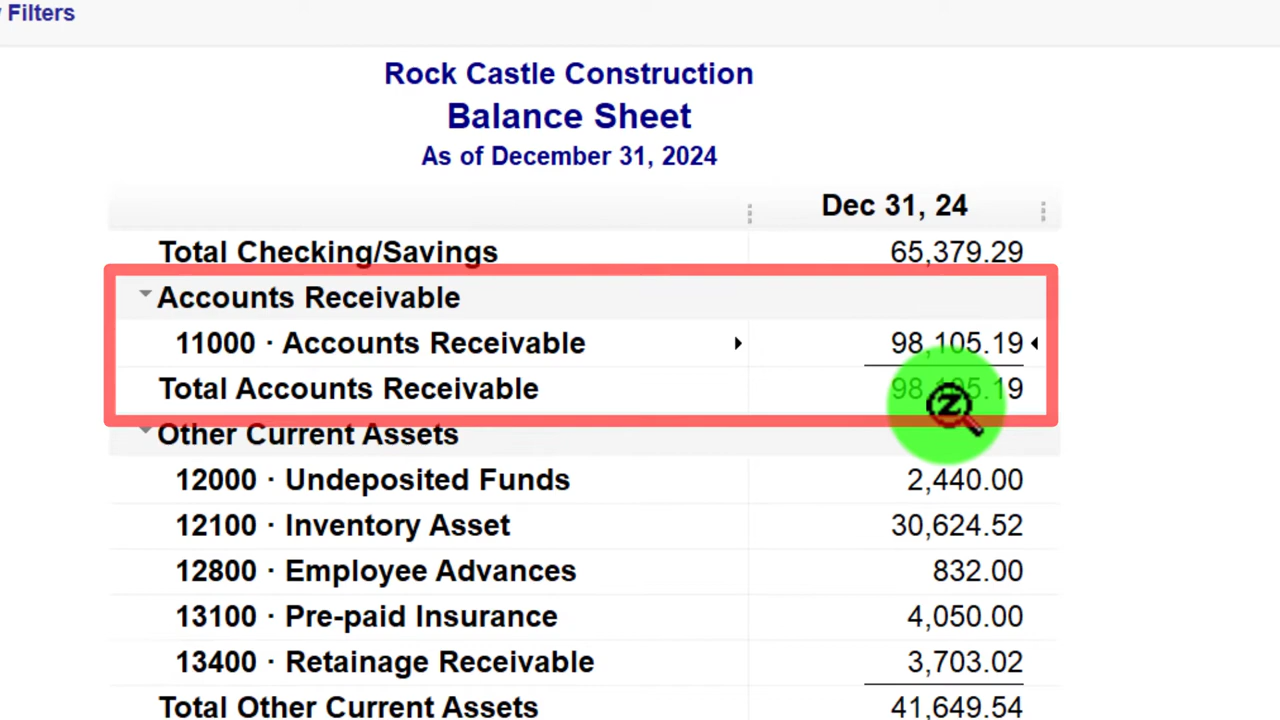 Filters
Rock Castle Construction
Balance Sheet
As of December 31, 2024
Dec 31, 24
Total Checking/Savings 65,379.29
Accounts Receivable
11000 · Accounts Receivable 98,105.19
Total Accounts Receivable 98,105.19
Other Current Assets
12000 · Undeposited Funds 2,440.00
12100 · Inventory Asset 30,624.52
12800 · Employee Advances 832.00
13100 · Pre-paid Insurance 4,050.00
13400 · Retainage Receivable 3,703.02
Total Other Current Assets 41,649.54